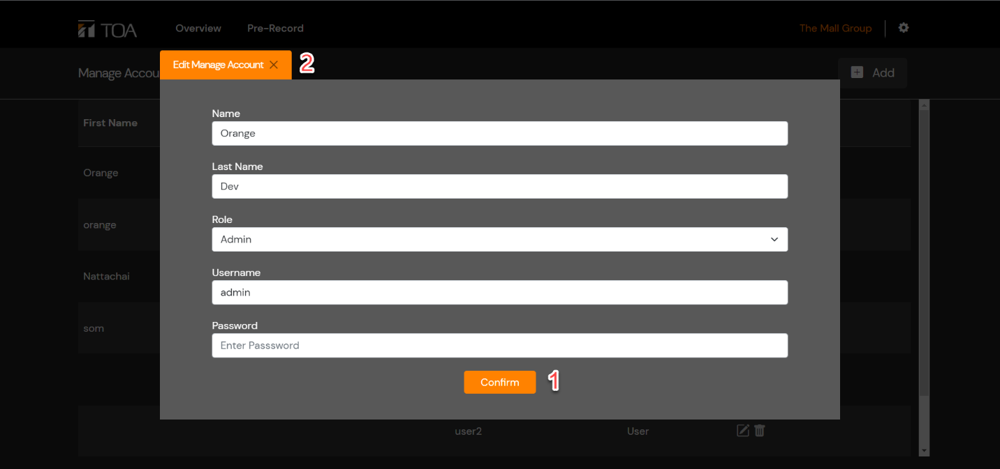 TOA Overview Pre-Record The Mall Group
Manage Accou
Add
Edit Manage Account
2
First Name
Orange
orange
Nattachai
som
Name
Orange
Last Name
Dev
Role
Admin
Username
admin
Password
Enter Passsword
Confirm
1
user2 User